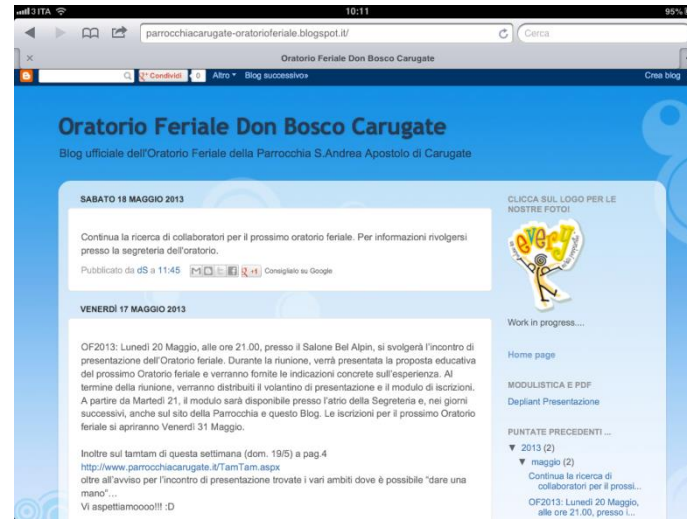 3 ITA
10:11
95%
parrocchiacarugate-oratorioferiale.blogspot.it/
Cerca
Oratorio Feriale Don Bosco Carugate
Condividi 0 Altro Blog successivo»
Crea blog
Oratorio Feriale Don Bosco Carugate
Blog ufficiale dell'Oratorio Feriale della Parrocchia S.Andrea Apostolo di Carugate
SABATO 18 MAGGIO 2013
Continua la ricerca di collaboratori per il prossimo oratorio feriale. Per informazioni rivolgersi
presso la segreteria dell'oratorio.
Pubblicato da dS a 11:45 Consiglialo su Google
VENERDÌ 17 MAGGIO 2013
OF2013: Lunedì 20 Maggio, alle ore 21.00, presso il Salone Bel Alpin, si svolgerà l'incontro di
presentazione dell'Oratorio feriale. Durante la riunione, verrà presentata la proposta educativa
del prossimo Oratorio feriale e verranno fornite le indicazioni concrete sull'esperienza. Al
termine della riunione, verranno distribuiti il volantino di presentazione e il modulo di iscrizioni.
A partire da Martedì 21, il modulo sarà disponibile presso l'atrio della Segreteria e, nei giorni
successivi, anche sul sito della Parrocchia e questo Blog. Le iscrizioni per il prossimo Oratorio
feriale si apriranno Venerdì 31 Maggio.
Inoltre sul tamtam di questa settimana (dom. 19/5) a pag.4
http://www.parrocchiacarugate.it/TamTam.aspx
oltre all'avviso per l'incontro di presentazione trovate i vari ambiti dove è possibile "dare una
mano"...
Vi aspettiamoooo!!! :D
CLICCA SUL LOGO PER LE
NOSTRE FOTO!
every
Work in progress....
Home page
MODULISTICA E PDF
Depliant Presentazione
PUNTATE PRECEDENTI ...
▼ 2013 (2)
▼ maggio (2)
Continua la ricerca di
collaboratori per il prossi...
OF2013: Lunedì 20 Maggio,
alle ore 21.00, presso i...